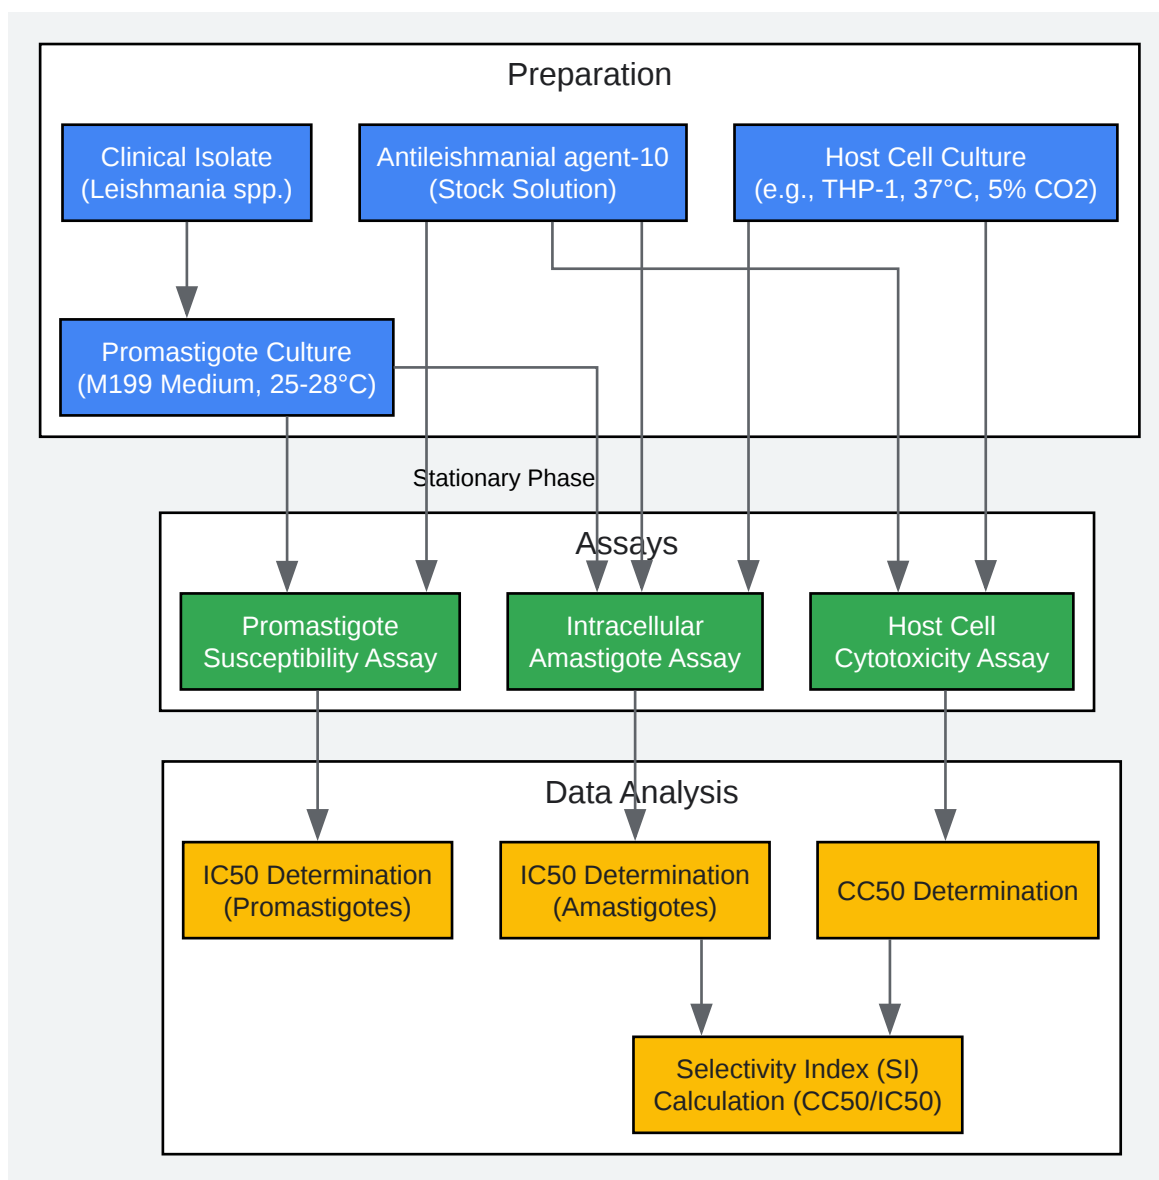 Preparation
Clinical Isolate
(Leishmania spp.)
Antileishmanial agent-10
(Stock Solution)
Host Cell Culture
(e.g., THP-1, 37°C, 5% CO2)
Promastigote Culture
(M199 Medium, 25-28°C)
Stationary Phase
Assays
Promastigote
Susceptibility Assay
Intracellular
Amastigote Assay
Host Cell
Cytotoxicity Assay
Data Analysis
IC50 Determination
(Promastigotes)
IC50 Determination
(Amastigotes)
CC50 Determination
Selectivity Index (SI)
Calculation (CC50/IC50)